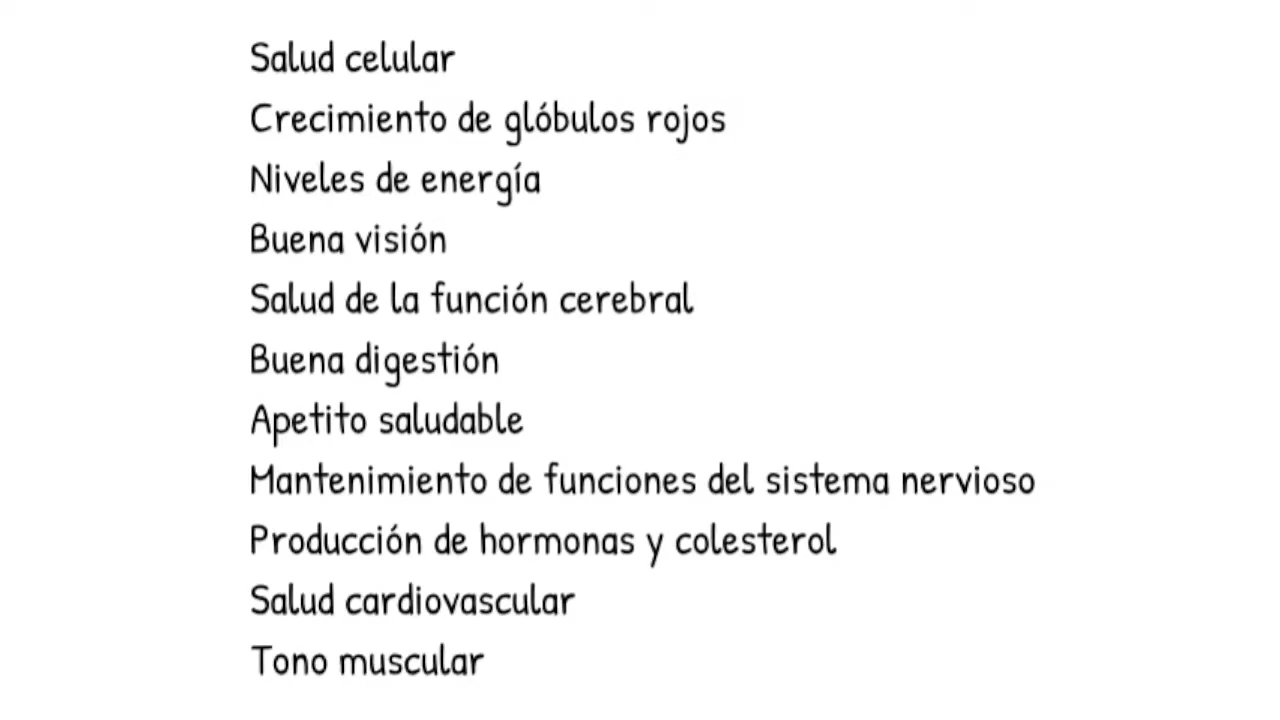 Salud celular
Crecimiento de glóbulos rojos
Niveles de energía
Buena visión
Salud de la función cerebral
Buena digestión
Apetito saludable
Mantenimiento de funciones del sistema nervioso
Producción de hormonas y colesterol
Salud cardiovascular
Tono muscular